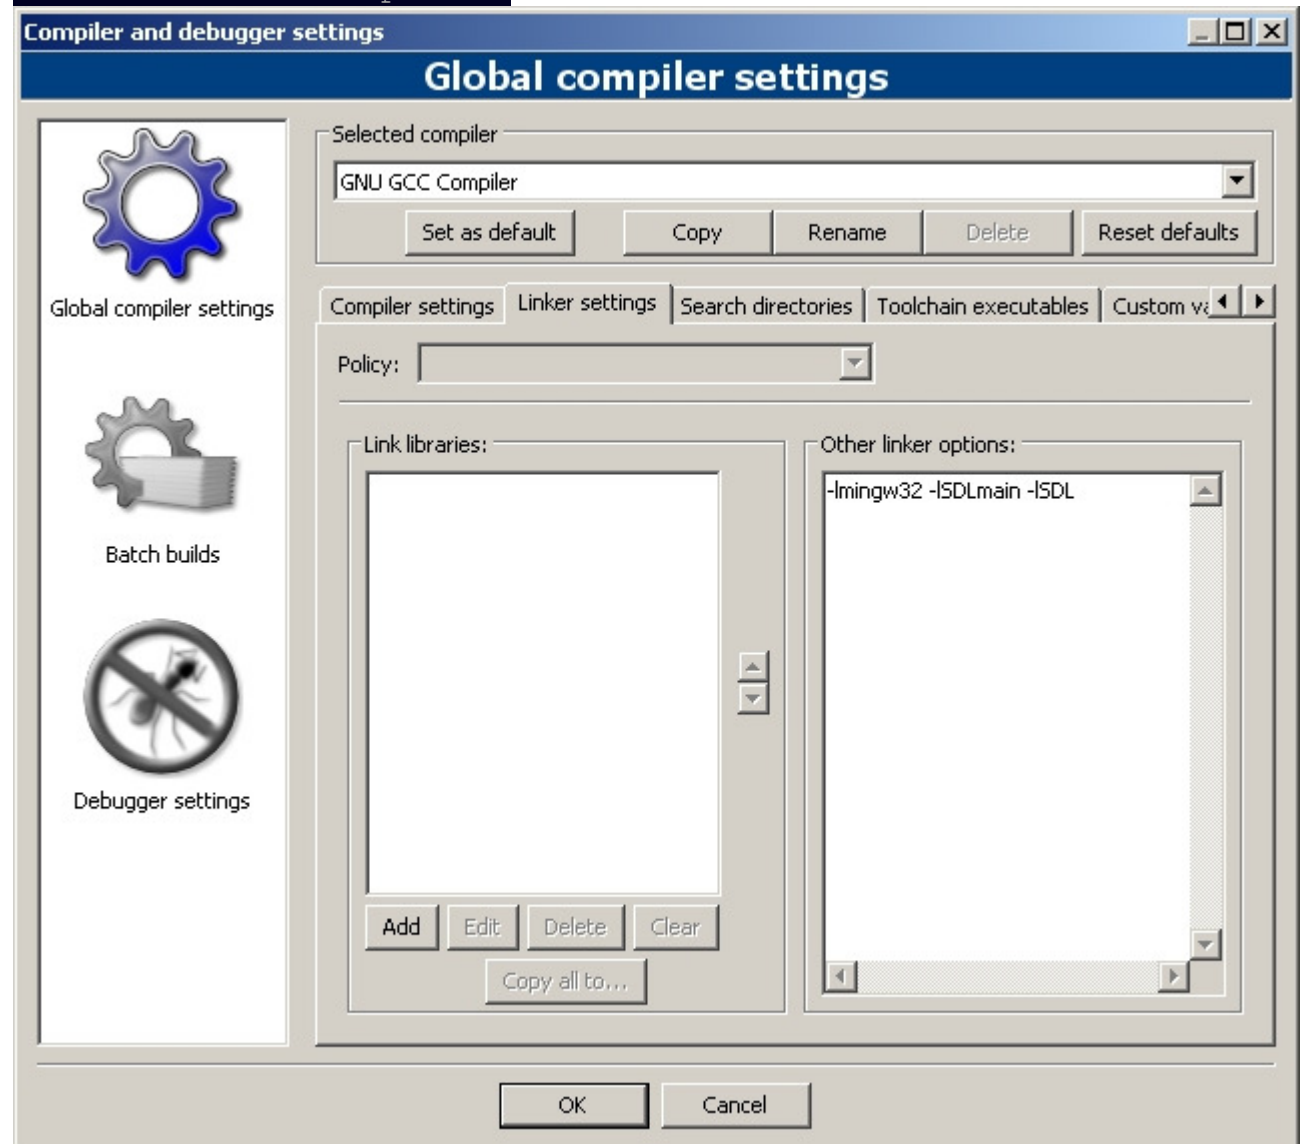 Compiler and debugger settings
Global compiler settings
Selected compiler
GNU GCC Compiler
Set as default Copy Rename Delete Reset defaults
Global compiler settings
Compiler settings Linker settings Search directories Toolchain executables Custom va
Policy:
Link libraries: Other linker options:
-lmingw32 -lSDLmain -lSDL
Batch builds
Debugger settings
Add Edit Delete Clear
Copy all to...
OK Cancel